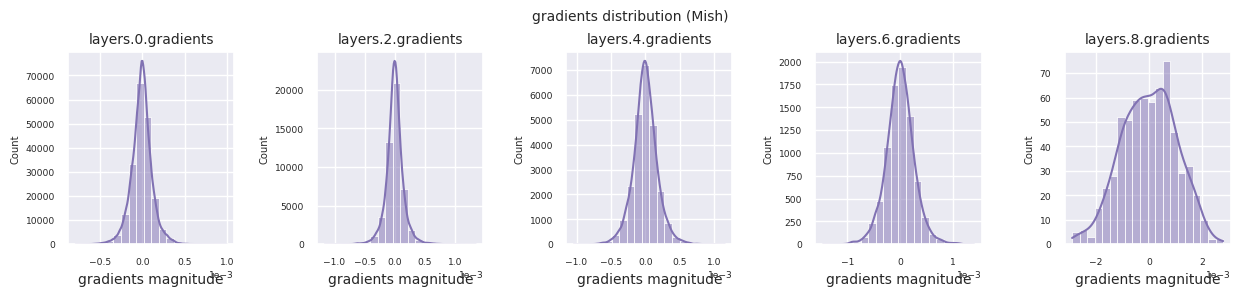 gradients distribution (Mish)
layers.0.gradients
70000
60000
50000
40000
30000
20000
10000
0
Count
−0.5
0.0
0.5
1.0
1e−3
gradients magnitude
layers.2.gradients
20000
15000
10000
5000
0
Count
−1.0
−0.5
0.0
0.5
1.0
1e−3
gradients magnitude
layers.4.gradients
7000
6000
5000
4000
3000
2000
1000
0
Count
−1.0
−0.5
0.0
0.5
1.0
1e−3
gradients magnitude
layers.6.gradients
2000
1750
1500
1250
1000
750
500
250
0
Count
−1
0
1
1e−3
gradients magnitude
layers.8.gradients
70
60
50
40
30
20
10
0
Count
−2
0
2
1e−3
gradients magnitude